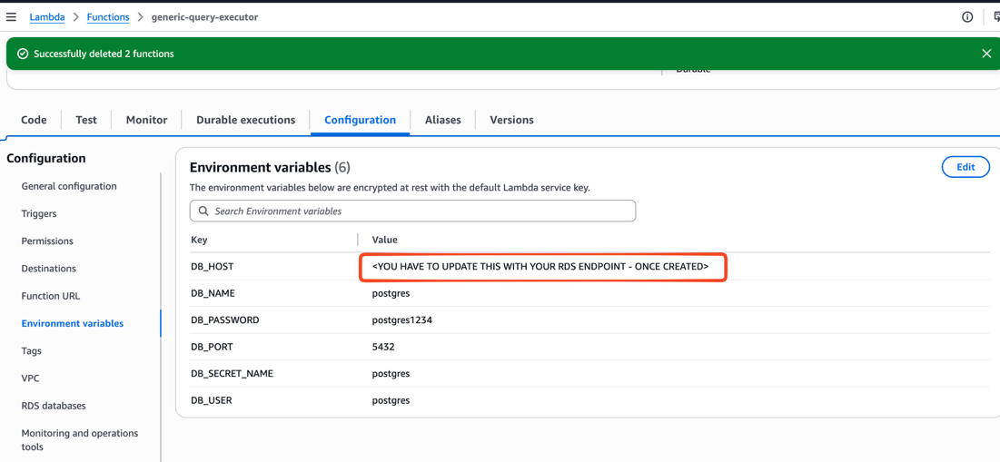 Lambda > Functions > generic-query-executor
Successfully deleted 2 functions
Durable
Code Test Monitor Durable executions Configuration Aliases Versions
Configuration
General configuration
Triggers
Permissions
Destinations
Function URL
Environment variables
Tags
VPC
RDS databases
Monitoring and operations
tools
Environment variables (6)
Edit
The environment variables below are encrypted at rest with the default Lambda service key.
Search Environment variables
Key Value
DB_HOST <YOU HAVE TO UPDATE THIS WITH YOUR RDS ENDPOINT - ONCE CREATED>
DB_NAME postgres
DB_PASSWORD postgres1234
DB_PORT 5432
DB_SECRET_NAME postgres
DB_USER postgres